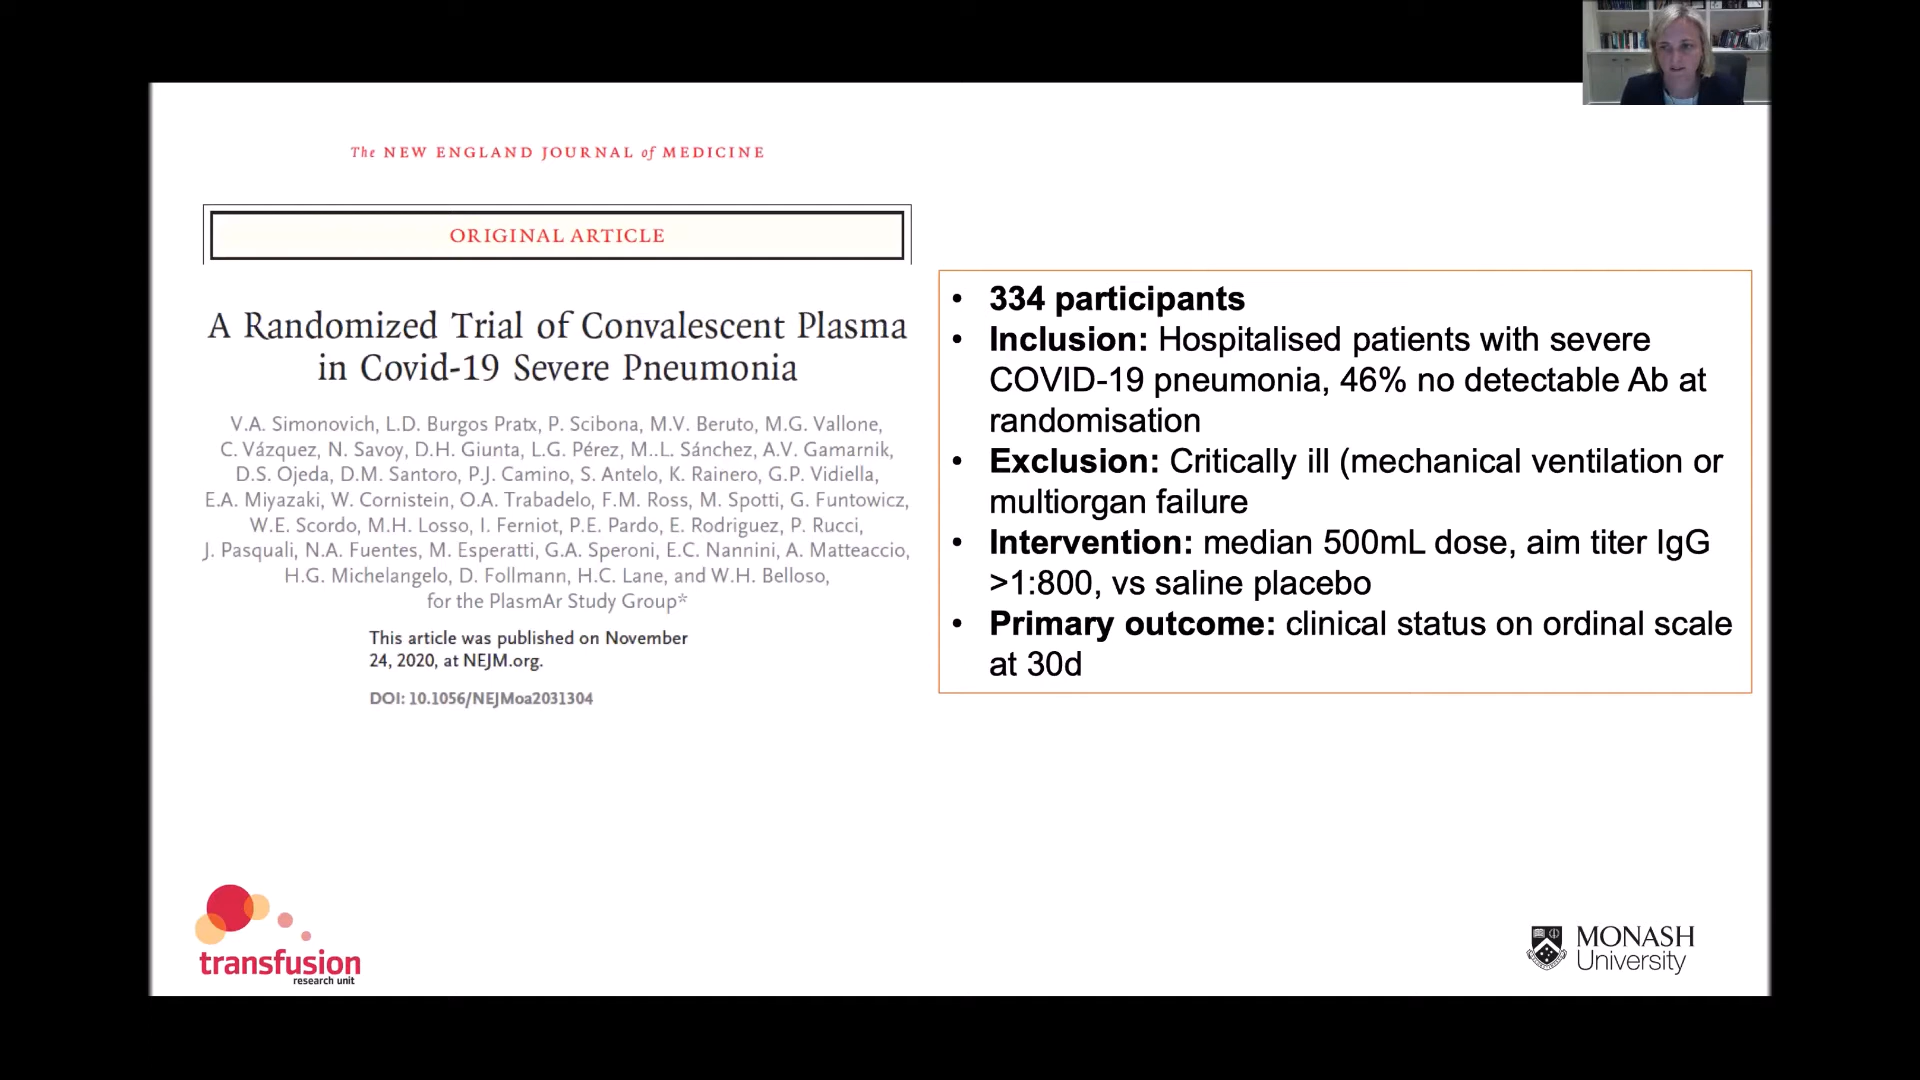 The NEW ENGLAND JOURNAL of MEDICINE
ORIGINAL ARTICLE
A Randomized Trial of Convalescent Plasma
in Covid-19 Severe Pneumonia
V.A. Simonovich, L.D. Burgos Pratx, P. Scibona, M.V. Beruto, M.G. Vallone,
C. Vázquez, N. Savoy, D.H. Giunta, L.G. Pérez, M..L. Sánchez, A.V. Gamarnik,
D.S. Ojeda, D.M. Santoro, P.J. Camino, S. Antelo, K. Rainero, G.P. Vidiella,
E.A. Miyazaki, W. Cornistein, O.A. Trabadelo, F.M. Ross, M. Spotti, G. Funtowicz,
W.E. Scordo, M.H. Losso, I. Ferniot, P.E. Pardo, E. Rodriguez, P. Rucci,
J. Pasquali, N.A. Fuentes, M. Esperatti, G.A. Speroni, E.C. Nannini, A. Matteaccio,
H.G. Michelangelo, D. Follmann, H.C. Lane, and W.H. Belloso,
for the PlasmAr Study Group*
This article was published on November
24, 2020, at NEJM.org.
DOI: 10.1056/NEJMoa2031304
• 334 participants
• Inclusion: Hospitalised patients with severe
COVID-19 pneumonia, 46% no detectable Ab at
randomisation
• Exclusion: Critically ill (mechanical ventilation or
multiorgan failure
• Intervention: median 500mL dose, aim titer IgG
>1:800, vs saline placebo
• Primary outcome: clinical status on ordinal scale
at 30d
transfusion
research unit
MONASH
University